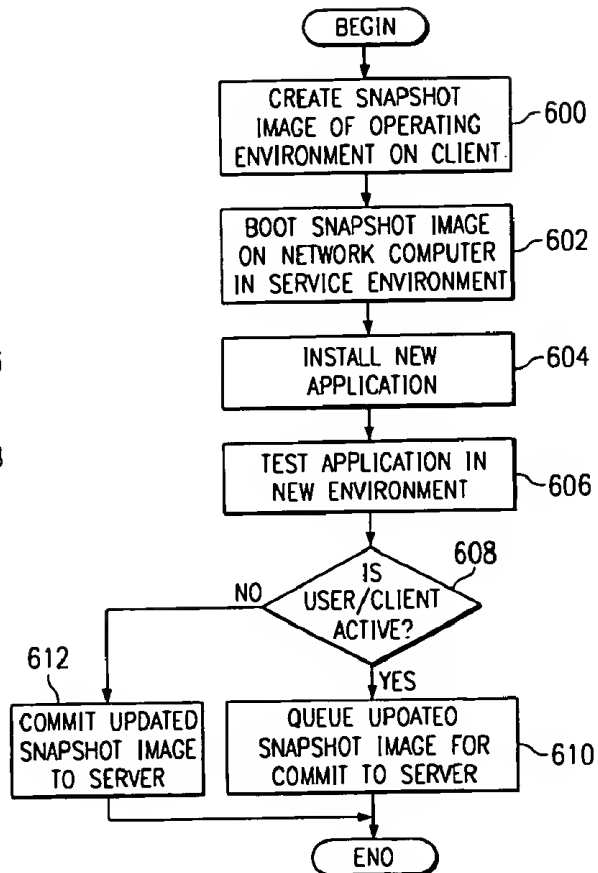 BEGIN
CREATE SNAPSHOT
IMAGE OF OPERATING
ENVIRONMENT ON CLIENT
600
BOOT SNAPSHOT IMAGE
ON NETWORK COMPUTER
IN SERVICE ENVIRONMENT
602
INSTALL NEW
APPLICATION
604
TEST APPLICATION IN
NEW ENVIRONMENT
606
IS
USER/CLIENT
ACTIVE?
608
NO
YES
612
COMMIT UPDATED
SNAPSHOT IMAGE
TO SERVER
QUEUE UPOATED
SNAPSHOT IMAGE FOR
COMMIT TO SERVER
610
ENO